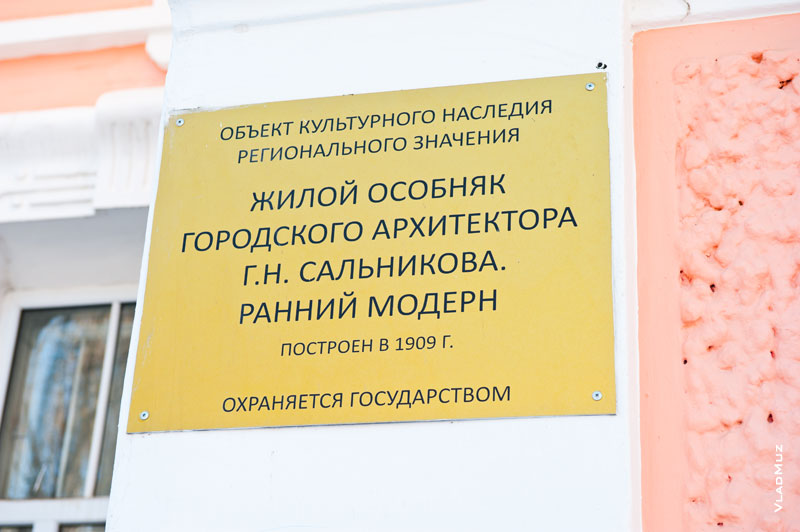 ОБЪЕКТ КУЛЬТУРНОГО НАСЛЕДИЯ
РЕГИОНАЛЬНОГО ЗНАЧЕНИЯ
ЖИЛОЙ ОСОБНЯК
ГОРОДСКОГО АРХИТЕКТОРА
Г.Н. САЛЬНИКОВА.
РАННИЙ МОДЕРН
ПОСТРОЕН В 1909 Г.
ОХРАНЯЕТСЯ ГОСУДАРСТВОМ
VLADMUZ